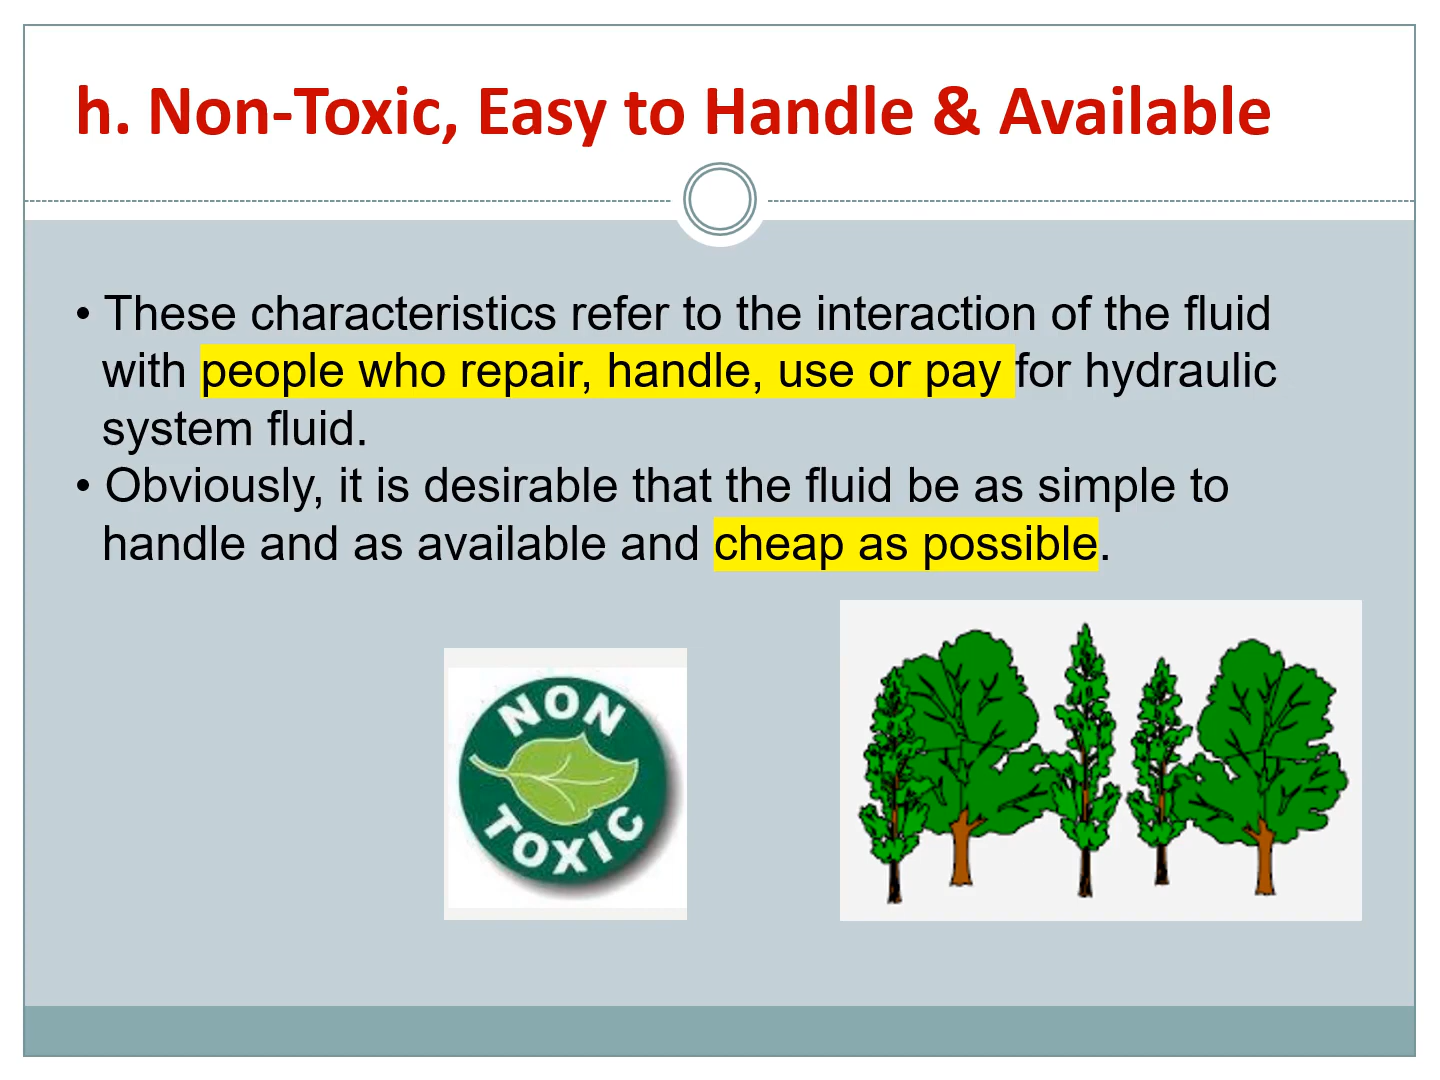 h. Non-Toxic, Easy to Handle & Available
• These characteristics refer to the interaction of the fluid
with people who repair, handle, use or pay for hydraulic
system fluid.
• Obviously, it is desirable that the fluid be as simple to
handle and as available and cheap as possible.
NON
TOXIC